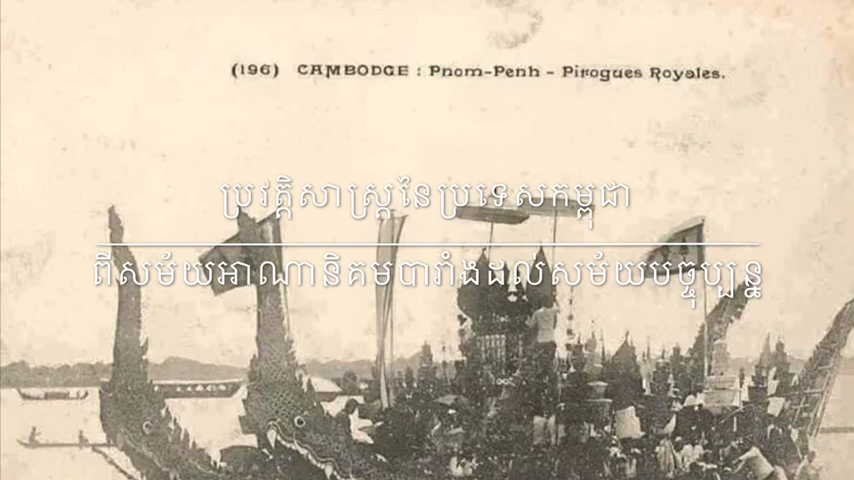 (196) CAMBODGE : Pnom-Penh - Pirogues Royales.
ប្រវត្តិសាស្ត្រនៃប្រទេសកម្ពុជា
ពីសម័យអាណានិគមបារាំងដល់សម័យបច្ចុប្បន្ន